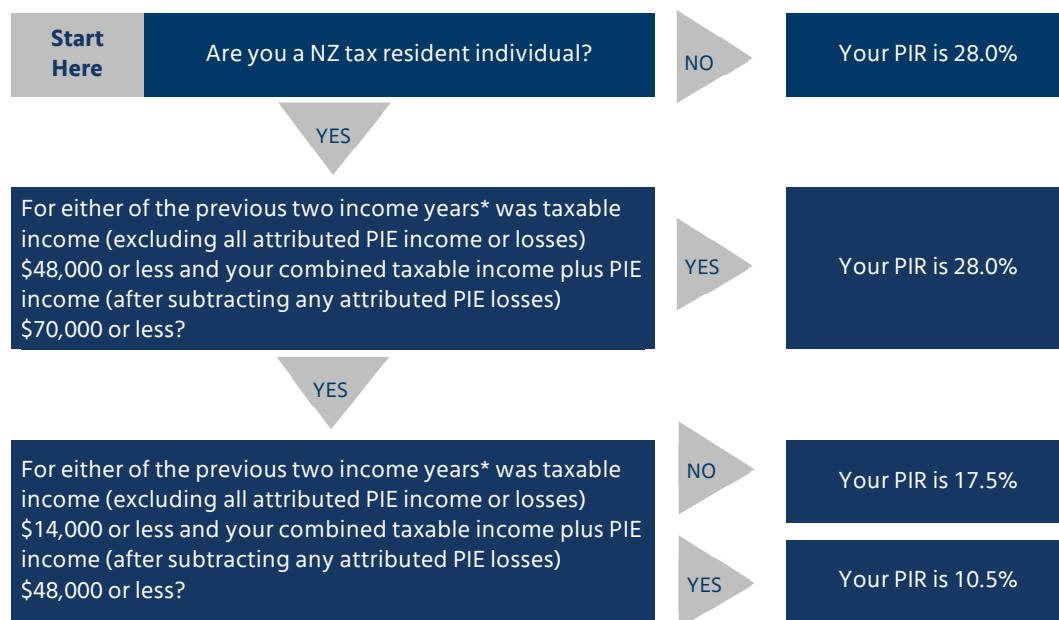 Start
Here
Are you a NZ tax resident individual?
NO
Your PIR is 28.0%
YES
For either of the previous two income years* was taxable
income (excluding all attributed PIE income or losses)
$48,000 or less and your combined taxable income plus PIE
income (after subtracting any attributed PIE losses)
$70,000 or less?
YES
Your PIR is 28.0%
YES
For either of the previous two income years* was taxable
income (excluding all attributed PIE income or losses)
$14,000 or less and your combined taxable income plus PIE
income (after subtracting any attributed PIE losses)
$48,000 or less?
NO
Your PIR is 17.5%
YES
Your PIR is 10.5%